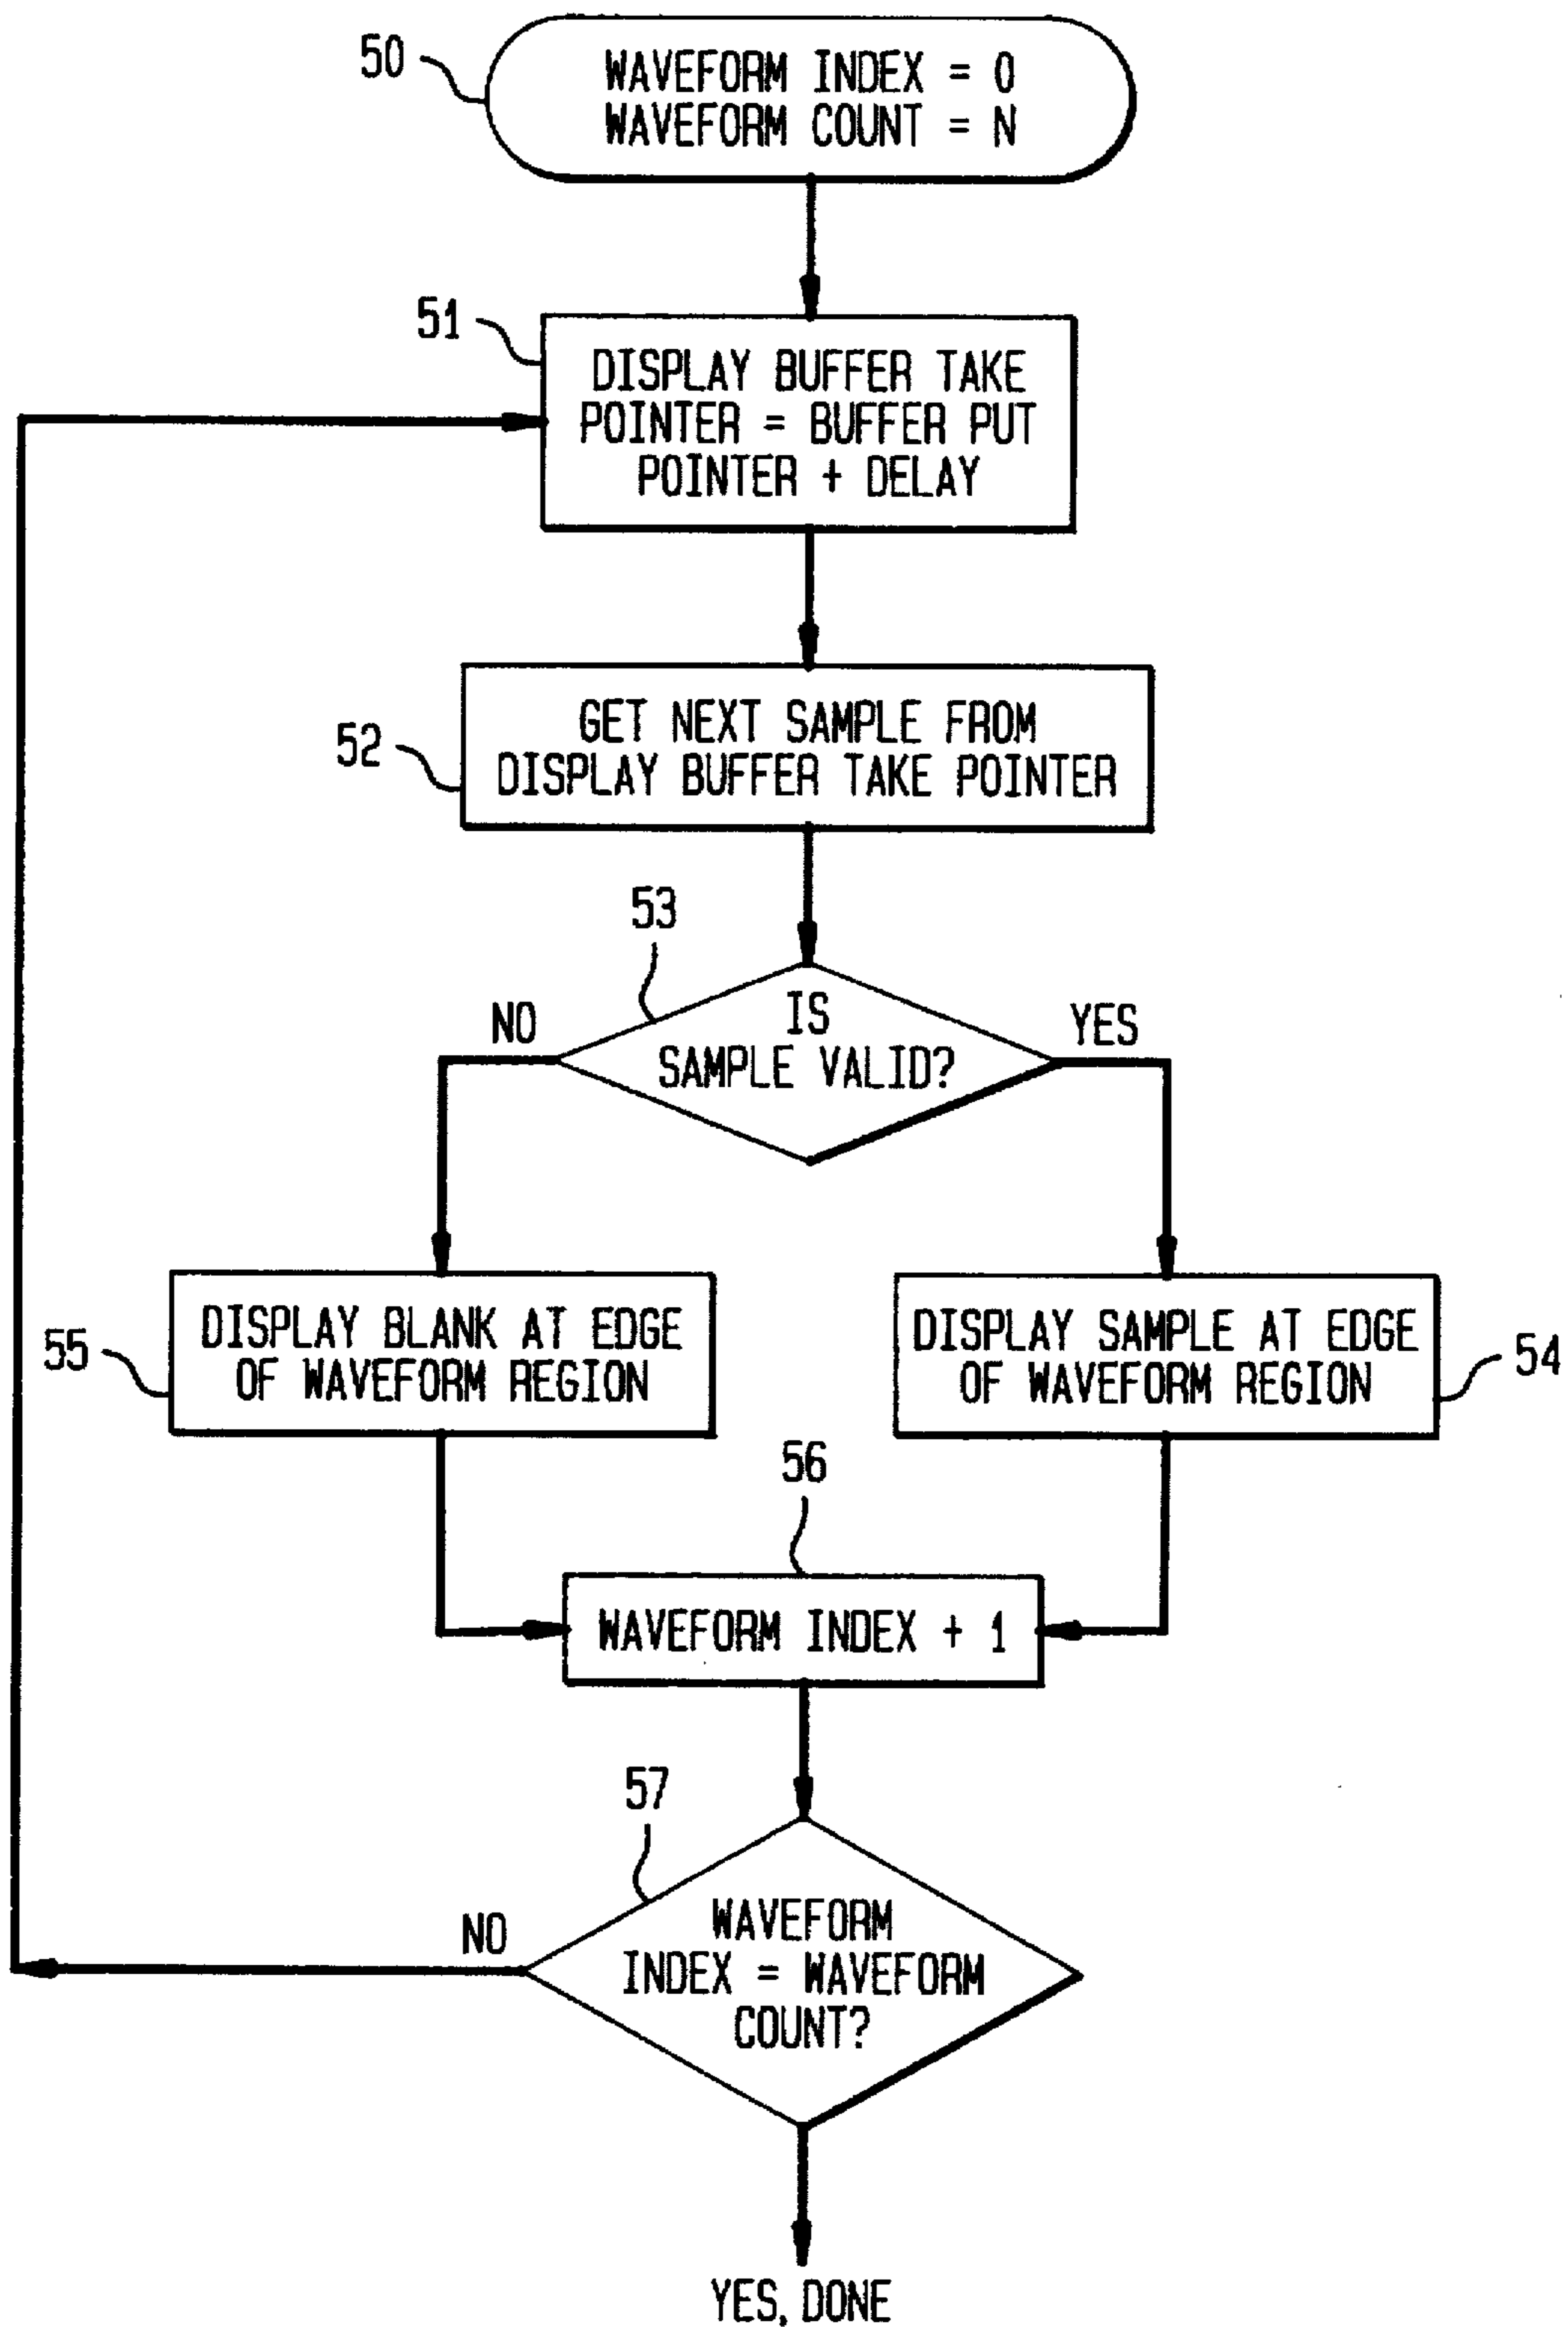 50
WAVEFORM INDEX = 0
WAVEFORM COUNT = N
51
DISPLAY BUFFER TAKE
POINTER = BUFFER PUT
POINTER + DELAY
52
GET NEXT SAMPLE FROM
DISPLAY BUFFER TAKE POINTER
53
IS
SAMPLE VALID?
NO
YES
55
DISPLAY BLANK AT EDGE
OF WAVEFORM REGION
DISPLAY SAMPLE AT EDGE
OF WAVEFORM REGION
54
56
WAVEFORM INDEX + 1
57
WAVEFORM
INDEX = WAVEFORM
COUNT?
NO
YES, DONE